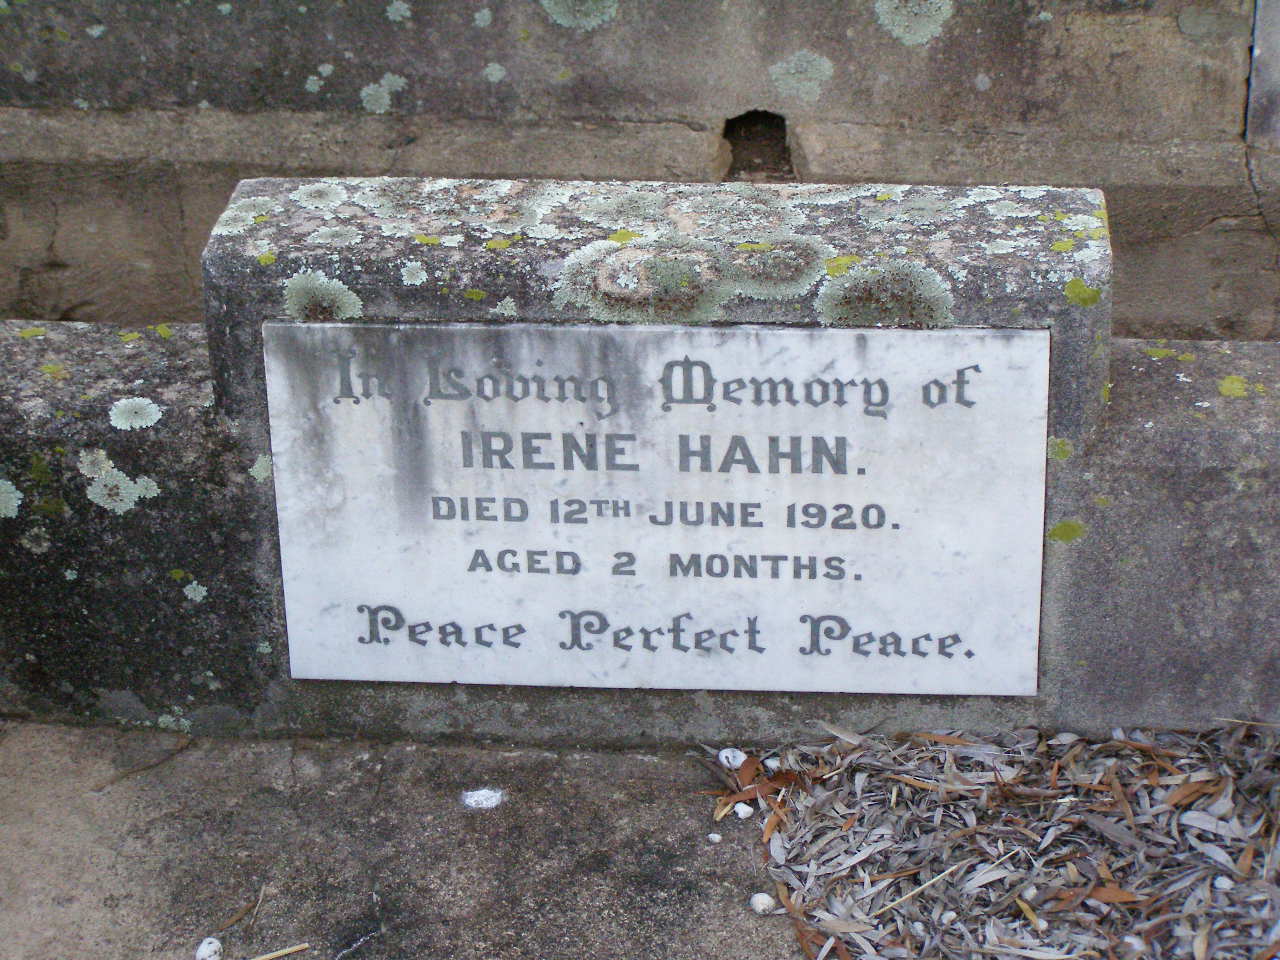 In Loving Memory of
IRENE HAHN.
DIED 12TH JUNE 1920.
AGED 2 MONTHS.
Peace Perfect Peace.